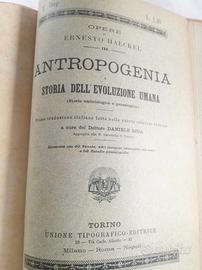 OPERE
DI
ERNESTO HAECKEL
III.
ANTROPOGENIA
O
STORIA DELL'EVOLUZIONE UMANA
(Storia embriologica e genealogica)
Prima traduzione italiana fatta sulla quarta edizione tedesca
a cura del Dottore DANIELE ROSA
TORINO
UNIONE TIPOGRAFICO-EDITRICE
Milano — Roma — Napoli